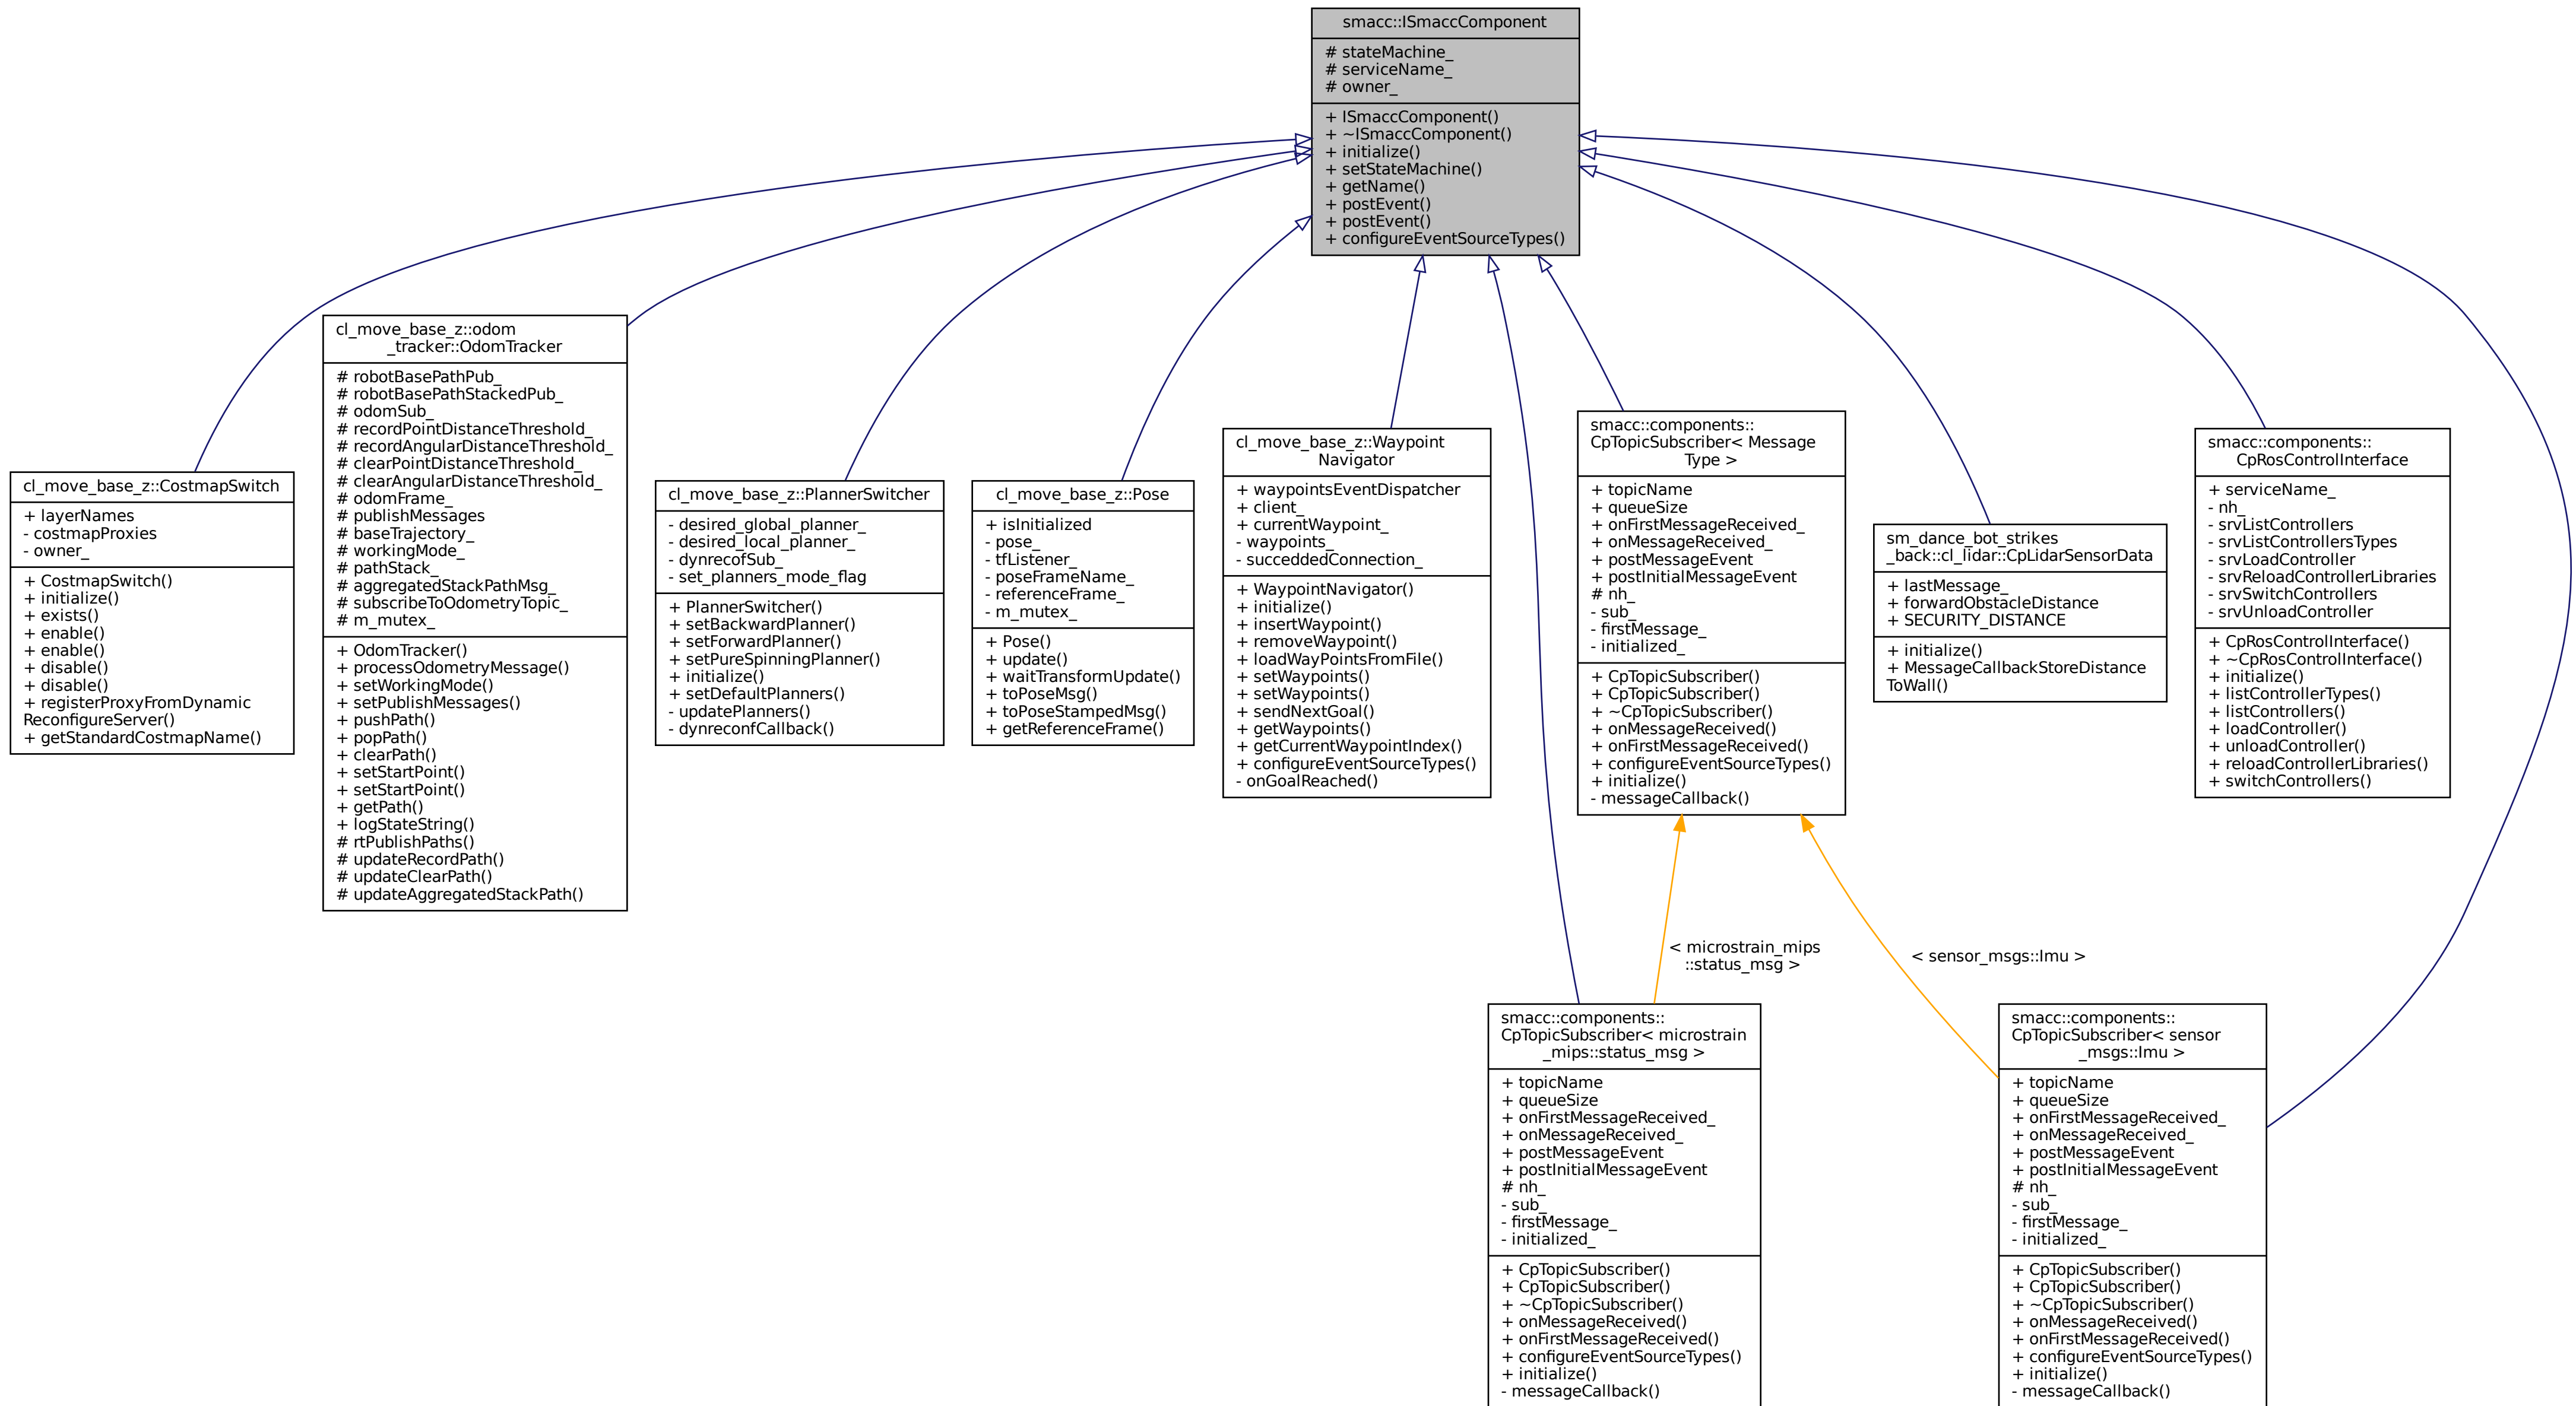 smacc::ISmaccComponent
# stateMachine_
# serviceName_
# owner_
+ ISmaccComponent()
+ ~ISmaccComponent()
+ initialize()
+ setStateMachine()
+ getName()
+ postEvent()
+ postEvent()
+ configureEventSourceTypes()
cl_move_base_z::CostmapSwitch
+ layerNames
- costmapProxies
- owner_
+ CostmapSwitch()
+ initialize()
+ exists()
+ enable()
+ enable()
+ disable()
+ disable()
+ registerProxyFromDynamic
ReconfigureServer()
+ getStandardCostmapName()
cl_move_base_z::odom
_tracker::OdomTracker
# robotBasePathPub_
# robotBasePathStackedPub_
# odomSub_
# recordPointDistanceThreshold_
# recordAngularDistanceThreshold_
# clearPointDistanceThreshold_
# clearAngularDistanceThreshold_
# odomFrame_
# publishMessages
# baseTrajectory_
# workingMode_
# pathStack_
# aggregatedStackPathMsg_
# subscribeToOdometryTopic_
# m_mutex_
+ OdomTracker()
+ processOdometryMessage()
+ setWorkingMode()
+ setPublishMessages()
+ pushPath()
+ popPath()
+ clearPath()
+ setStartPoint()
+ setStartPoint()
+ getPath()
+ logStateString()
# rtPublishPaths()
# updateRecordPath()
# updateClearPath()
# updateAggregatedStackPath()
cl_move_base_z::PlannerSwitcher
- desired_global_planner_
- desired_local_planner_
- dynrecofSub_
- set_planners_mode_flag
+ PlannerSwitcher()
+ setBackwardPlanner()
+ setForwardPlanner()
+ setPureSpinningPlanner()
+ initialize()
+ setDefaultPlanners()
- updatePlanners()
- dynreconfCallback()
cl_move_base_z::Pose
+ isInitialized
- pose_
- tfListener_
- poseFrameName_
- referenceFrame_
- m_mutex_
+ Pose()
+ update()
+ waitTransformUpdate()
+ toPoseMsg()
+ toPoseStampedMsg()
+ getReferenceFrame()
cl_move_base_z::Waypoint
Navigator
+ waypointsEventDispatcher
+ client_
+ currentWaypoint_
- waypoints_
- succeddedConnection_
+ WaypointNavigator()
+ initialize()
+ insertWaypoint()
+ removeWaypoint()
+ loadWayPointsFromFile()
+ setWaypoints()
+ setWaypoints()
+ sendNextGoal()
+ getWaypoints()
+ getCurrentWaypointIndex()
+ configureEventSourceTypes()
- onGoalReached()
smacc::components::
CpTopicSubscriber< Message
Type >
+ topicName
+ queueSize
+ onFirstMessageReceived_
+ onMessageReceived_
+ postMessageEvent
+ postInitialMessageEvent
# nh_
- sub_
- firstMessage_
- initialized_
+ CpTopicSubscriber()
+ CpTopicSubscriber()
+ ~CpTopicSubscriber()
+ onMessageReceived()
+ onFirstMessageReceived()
+ configureEventSourceTypes()
+ initialize()
- messageCallback()
sm_dance_bot_strikes
_back::cl_lidar::CpLidarSensorData
+ lastMessage_
+ forwardObstacleDistance
+ SECURITY_DISTANCE
+ initialize()
+ MessageCallbackStoreDistance
ToWall()
smacc::components::
CpRosControlInterface
+ serviceName_
- nh_
- srvListControllers
- srvListControllersTypes
- srvLoadController
- srvReloadControllerLibraries
- srvSwitchControllers
- srvUnloadController
+ CpRosControlInterface()
+ ~CpRosControlInterface()
+ initialize()
+ listControllerTypes()
+ listControllers()
+ loadController()
+ unloadController()
+ reloadControllerLibraries()
+ switchControllers()
< microstrain_mips
::status_msg >
< sensor_msgs::Imu >
smacc::components::
CpTopicSubscriber< microstrain
_mips::status_msg >
+ topicName
+ queueSize
+ onFirstMessageReceived_
+ onMessageReceived_
+ postMessageEvent
+ postInitialMessageEvent
# nh_
- sub_
- firstMessage_
- initialized_
+ CpTopicSubscriber()
+ CpTopicSubscriber()
+ ~CpTopicSubscriber()
+ onMessageReceived()
+ onFirstMessageReceived()
+ configureEventSourceTypes()
+ initialize()
- messageCallback()
smacc::components::
CpTopicSubscriber< sensor
_msgs::Imu >
+ topicName
+ queueSize
+ onFirstMessageReceived_
+ onMessageReceived_
+ postMessageEvent
+ postInitialMessageEvent
# nh_
- sub_
- firstMessage_
- initialized_
+ CpTopicSubscriber()
+ CpTopicSubscriber()
+ ~CpTopicSubscriber()
+ onMessageReceived()
+ onFirstMessageReceived()
+ configureEventSourceTypes()
+ initialize()
- messageCallback()